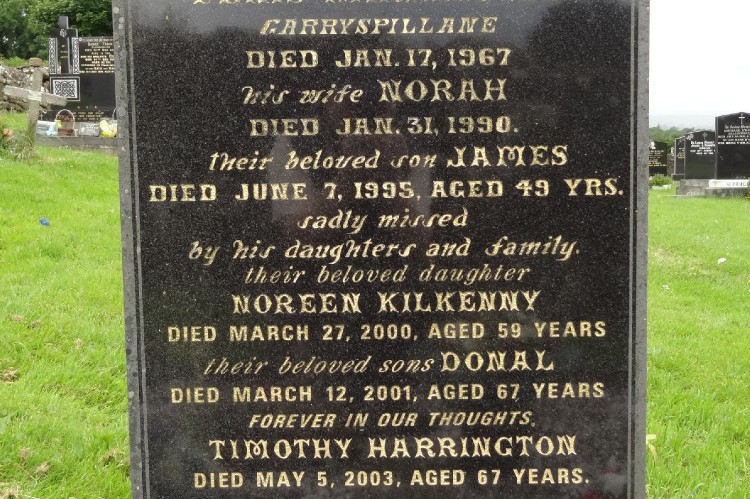 GARRYSPILLANE
DIED JAN. 17, 1967
his wife NORAH
DIED JAN. 31, 1990.
their beloved son JAMES
DIED JUNE 7, 1995, AGED 49 YRS.
sadly missed
by his daughters and family.
their beloved daughter
NOREEN KILKENNY
DIED MARCH 27, 2000, AGED 59 YEARS
their beloved sons DONAL
DIED MARCH 12, 2001, AGED 67 YEARS
FOREVER IN OUR THOUGHTS.
TIMOTHY HARRINGTON
DIED MAY 5, 2003, AGED 67 YEARS.